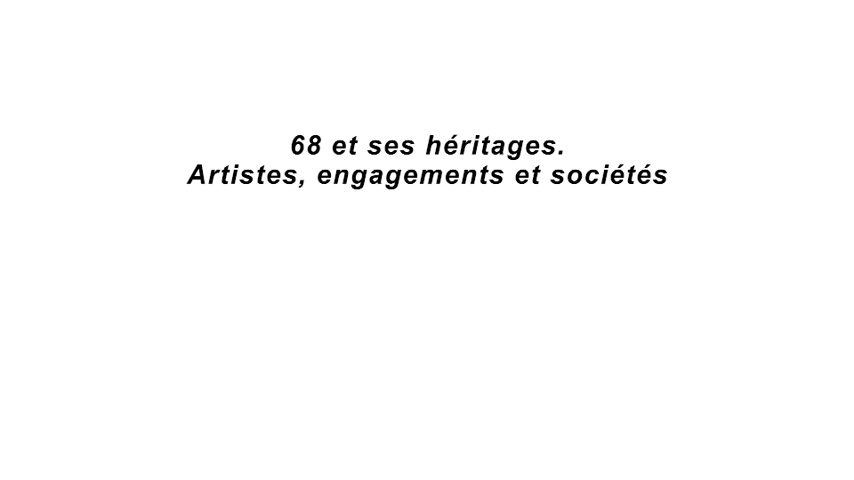 68 et ses héritages.
Artistes, engagements et sociétés